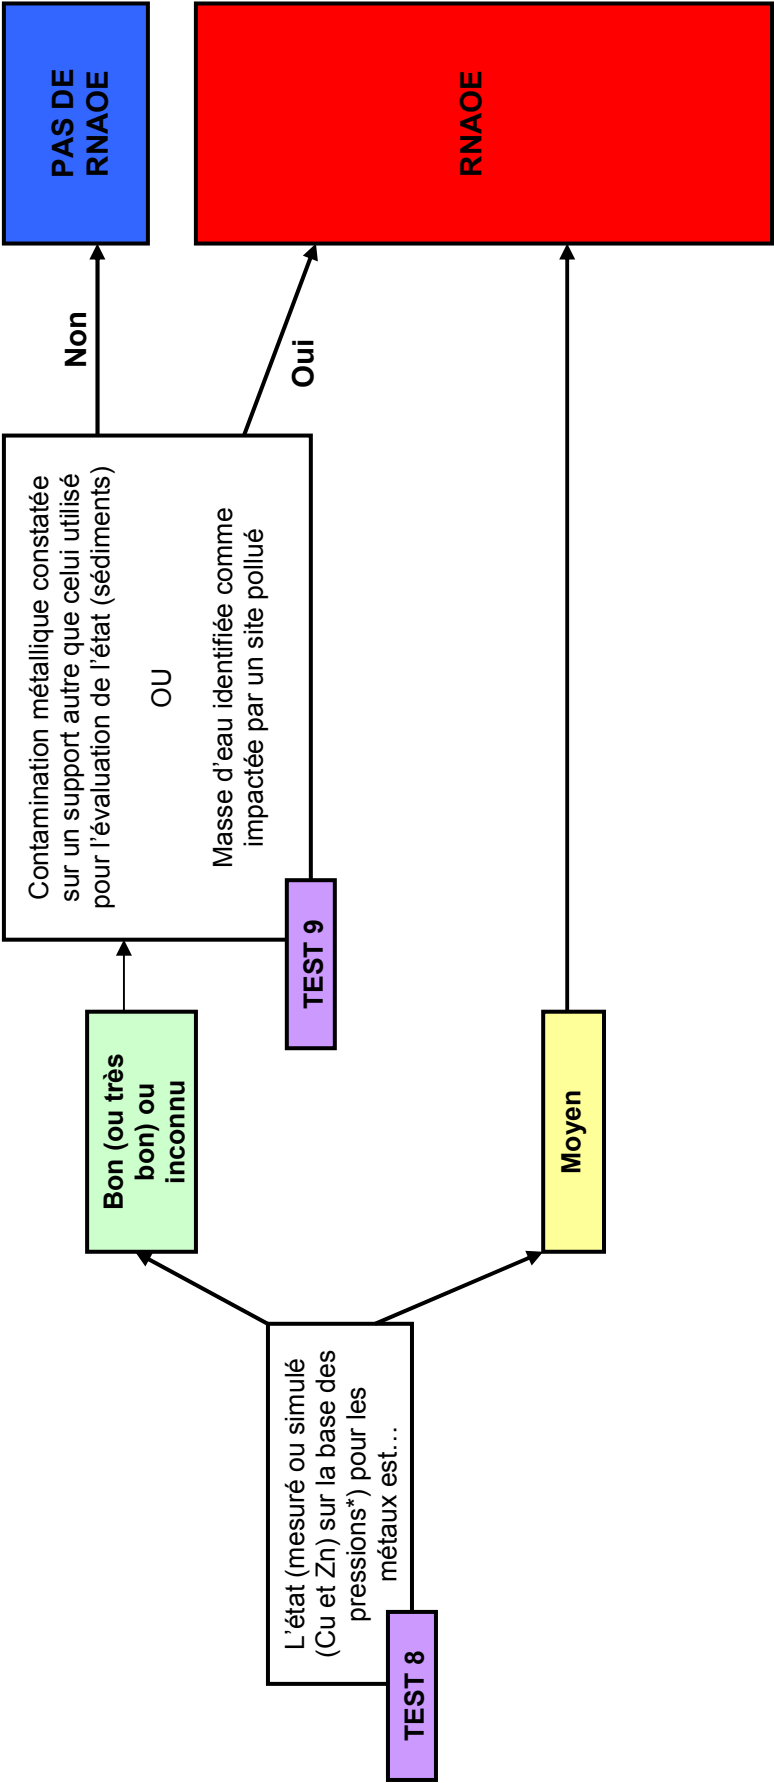 L'état (mesuré ou simulé
(Cu et Zn) sur la base des
pressions*) pour les
métaux est…
TEST 8
Bon (ou très
bon) ou
inconnu
Moyen
Contamination métallique constatée
sur un support autre que celui utilisé
pour l'évaluation de l'état (sédiments)
OU
Masse d'eau identifiée comme
impactée par un site pollué
TEST 9
Non
Oui
PAS DE
RNAOE
RNAOE